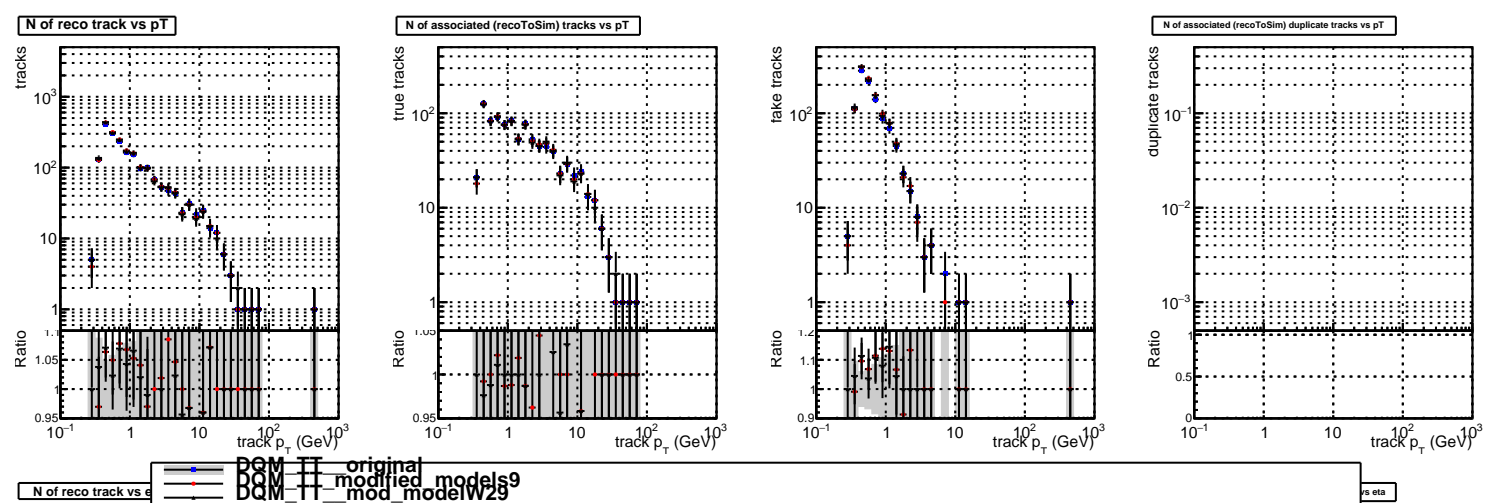 N of reco track vs pT
N of associated (recoToSim) tracks vs pT
N of associated (recoToSim) duplicate tracks vs pT
tracks
10³
10²
10
1
Ratio
1.1
1.05
1
0.95
10⁻¹ 1 10 10² 10³
track p_T (GeV)
true tracks
10²
10
1
Ratio
1.05
1
0.95
10⁻¹ 1 10 10² 10³
track p_T (GeV)
fake tracks
10²
10
1
Ratio
1.2
1.1
1
0.9
10⁻¹ 1 10 10² 10³
track p_T (GeV)
duplicate tracks
10⁻¹
10⁻²
10⁻³
Ratio
1
0.5
0
10⁻¹ 1 10 10² 10³
track p_T (GeV)
DQM_TT__original
DQM_TT__modified_models9
DQM_TT__mod_modelW29
N of reco track vs e
vs eta